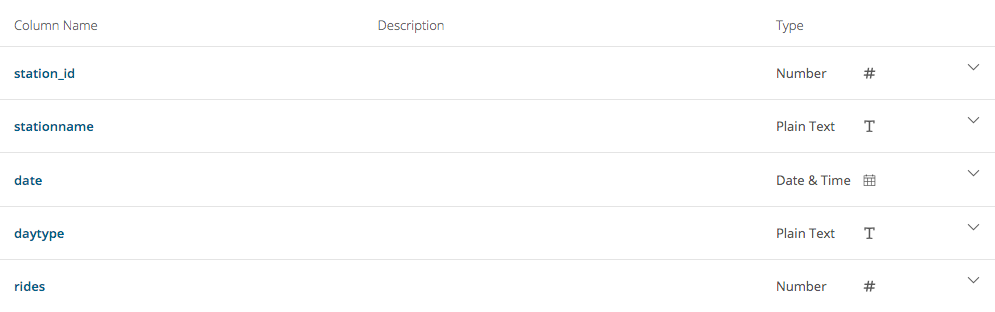 Column Name Description Type
station_id Number #
stationname Plain Text T
date Date & Time
daytype Plain Text T
rides Number #